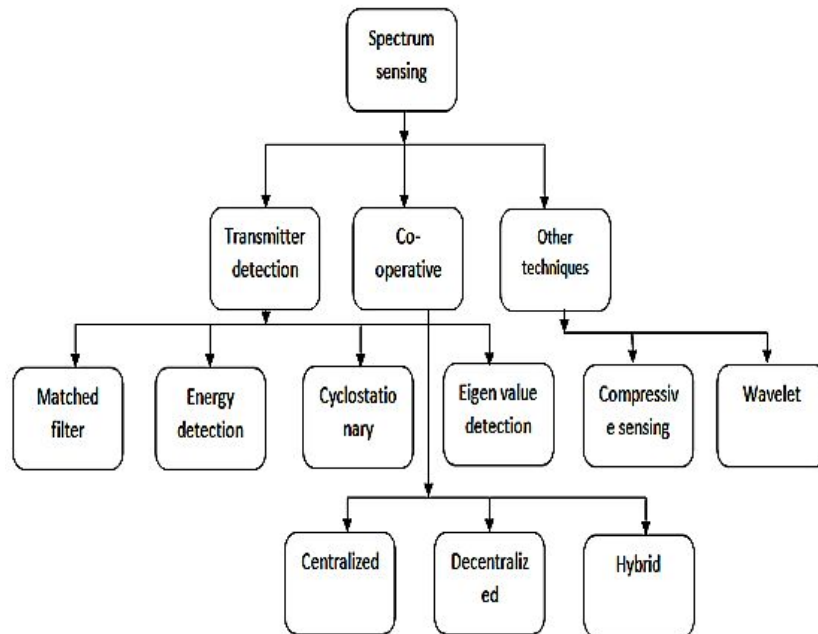 Spectrum
sensing
Transmitter
detection
Co-
operative
Other
techniques
Matched
filter
Energy
detection
Cyclostatio
nary
Eigen value
detection
Compressiv
e sensing
Wavelet
Centralized
Decentraliz
ed
Hybrid